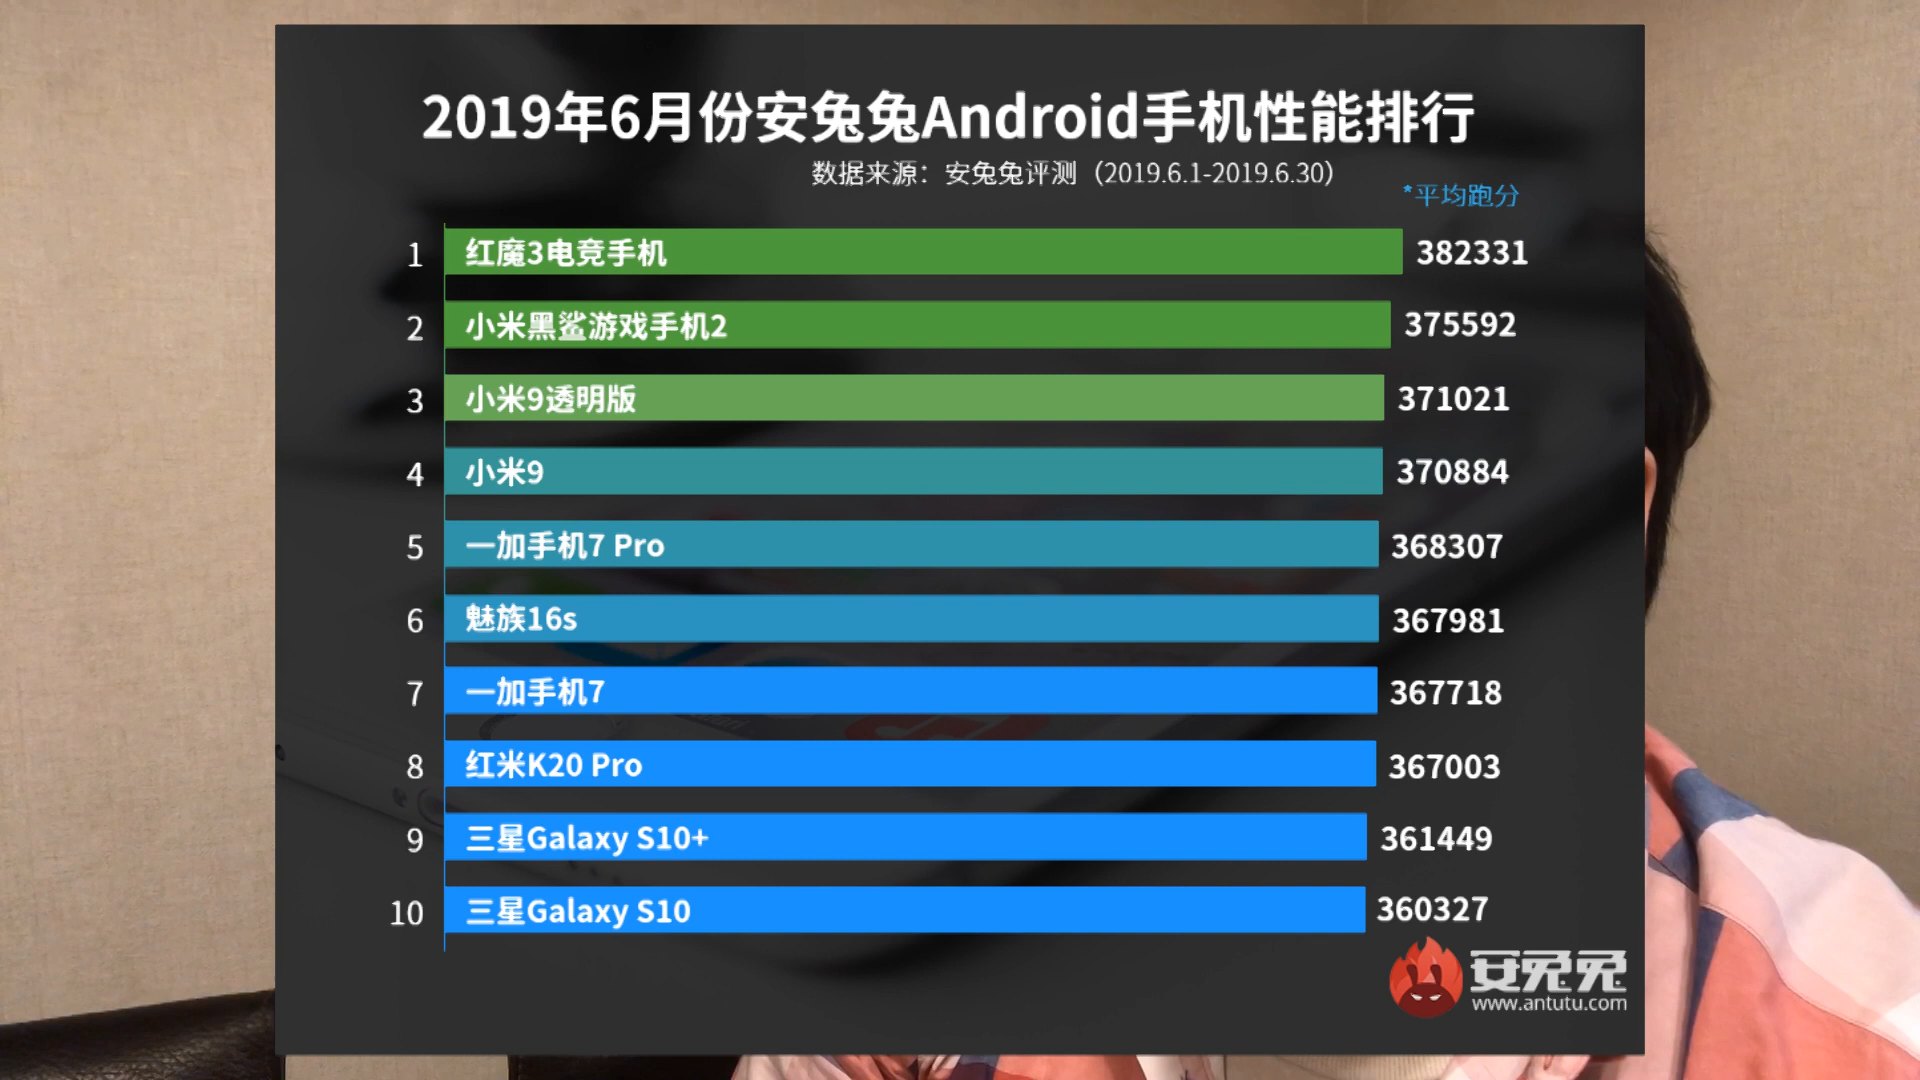 2019年6月份安兔兔Android手机性能排行
数据来源：安兔兔评测（2019.6.1-2019.6.30）
*平均跑分
1 红魔3电竞手机 382331
2 小米黑鲨游戏手机2 375592
3 小米9透明版 371021
4 小米9 370884
5 一加手机7 Pro 368307
6 魅族16s 367981
7 一加手机7 367718
8 红米K20 Pro 367003
9 三星Galaxy S10+ 361449
10 三星Galaxy S10 360327
安兔兔
www.antutu.com